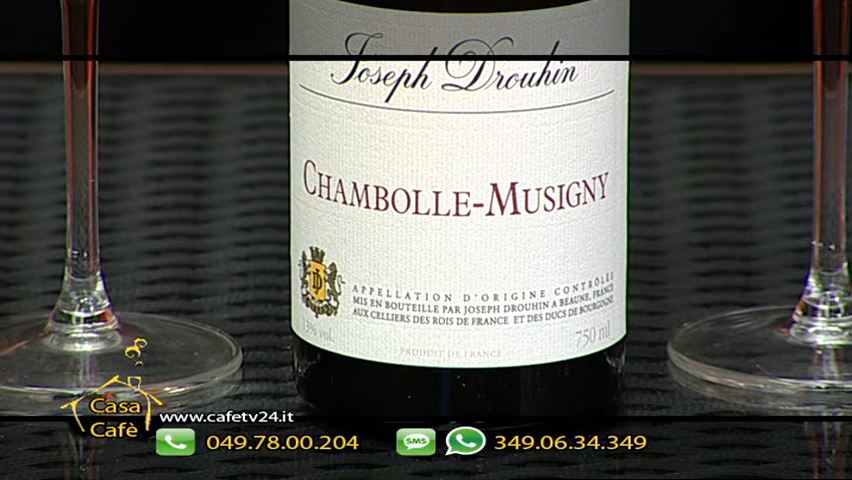 Joseph Drouhin
CHAMBOLLE-MUSIGNY
APPELLATION D'ORIGINE CONTRÔLÉE
MIS EN BOUTEILLE PAR JOSEPH DROUHIN A BEAUNE, FRANCE
AUX CELLIERS DES ROIS DE FRANCE ET DES DUCS DE BOURGOGNE
JD
13% vol.
750 ml
PRODUIT DE FRANCE
Casa
Cafè
www.cafetv24.it
049.78.00.204
SMS
349.06.34.349